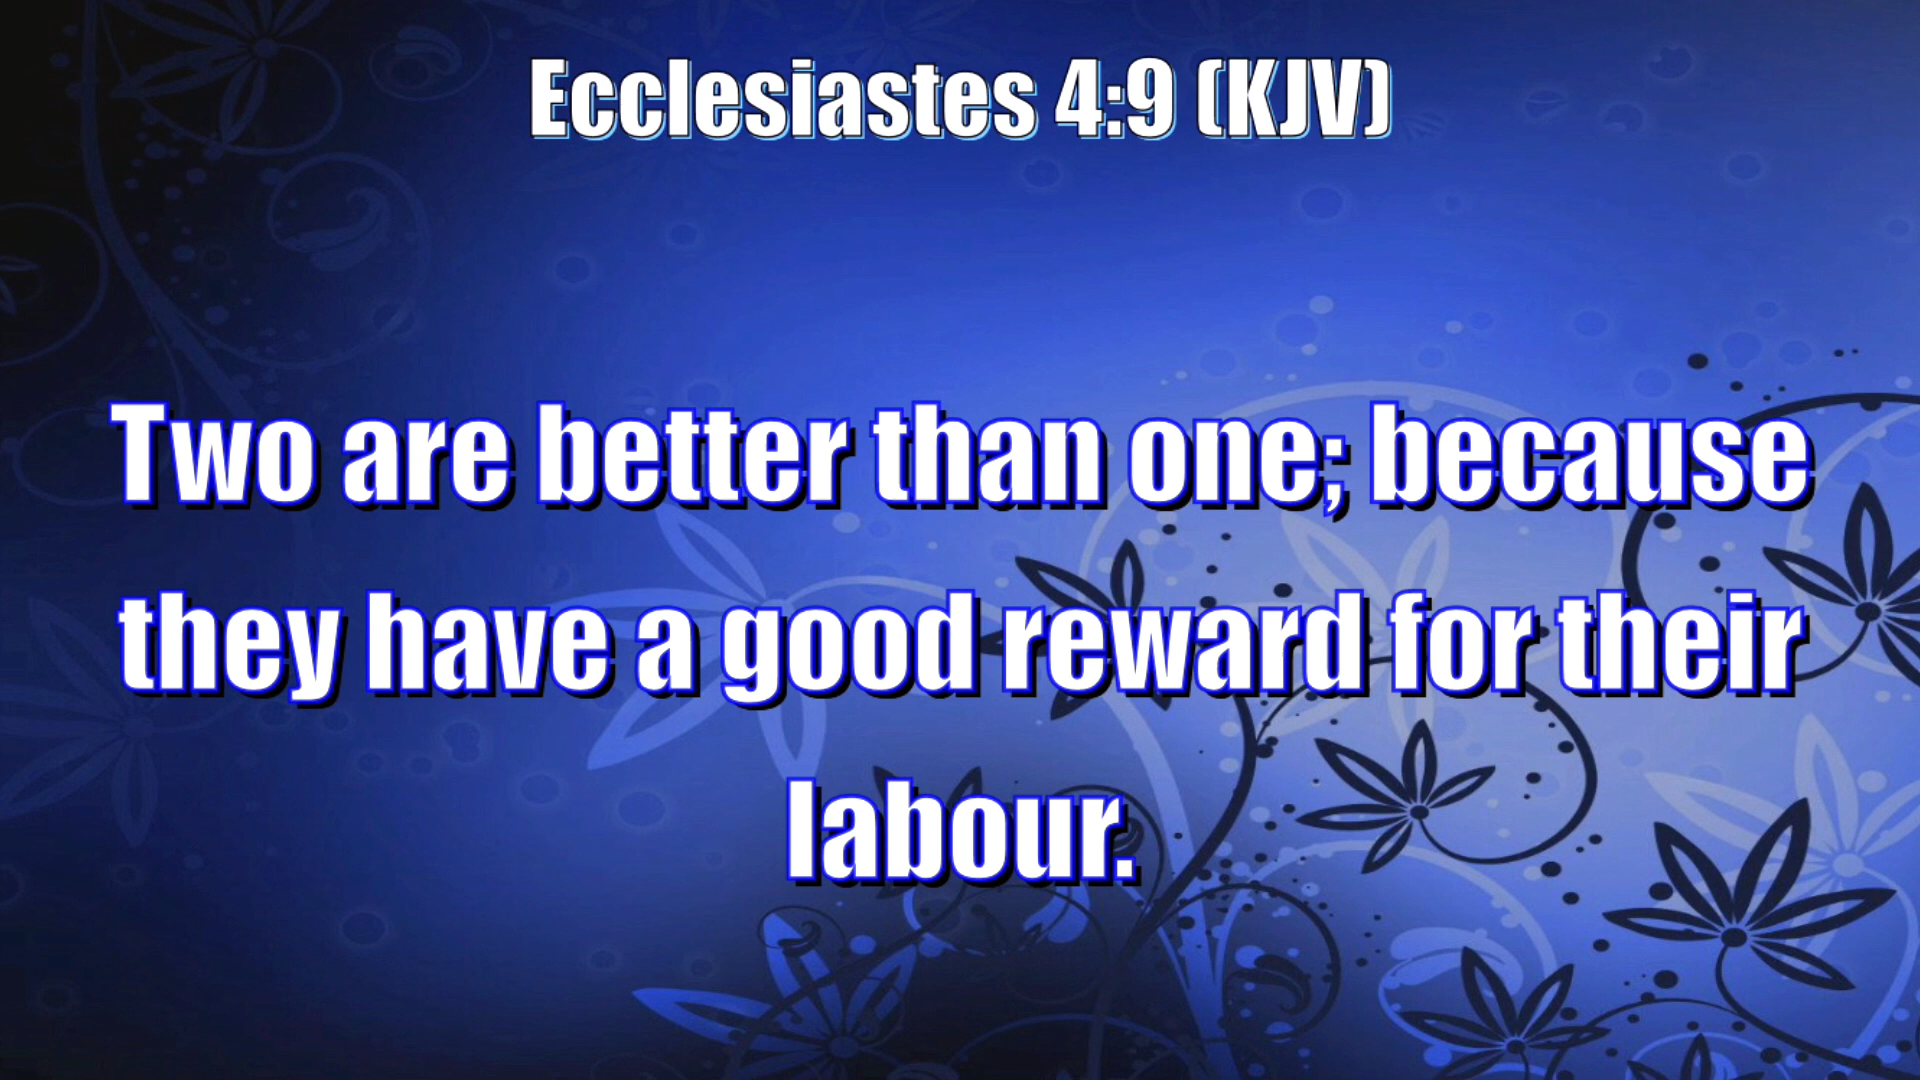 Ecclesiastes 4:9 (KJV)
Two are better than one; because
they have a good reward for their
labour.